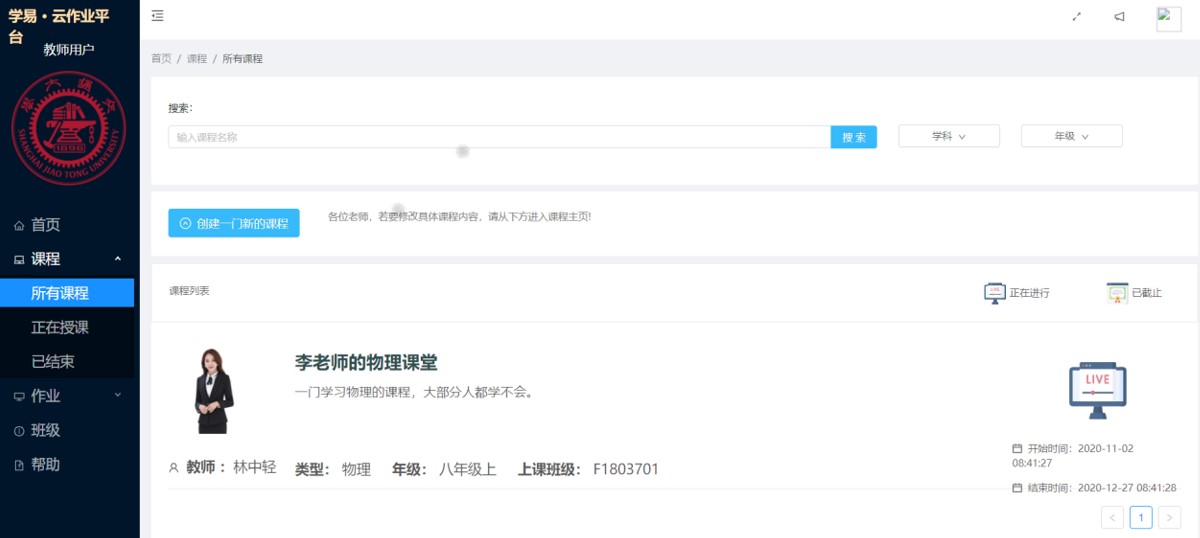 学易·云作业平
台
教师用户
SHANGHAI JIAO TONG UNIVERSITY
1896
首页
课程
所有课程
正在授课
已结束
作业
班级
帮助
首页 / 课程 / 所有课程
搜索：
输入课程名称
搜 索
学科
年级
创建一门新的课程
各位老师，若要修改具体课程内容，请从下方进入课程主页!
课程列表
正在进行
已截止
李老师的物理课堂
一门学习物理的课程，大部分人都学不会。
LIVE
教师： 林中轻 类型： 物理 年级： 八年级上 上课班级： F1803701
开始时间：2020-11-02
08:41:27
结束时间：2020-12-27 08:41:28
< 1 >